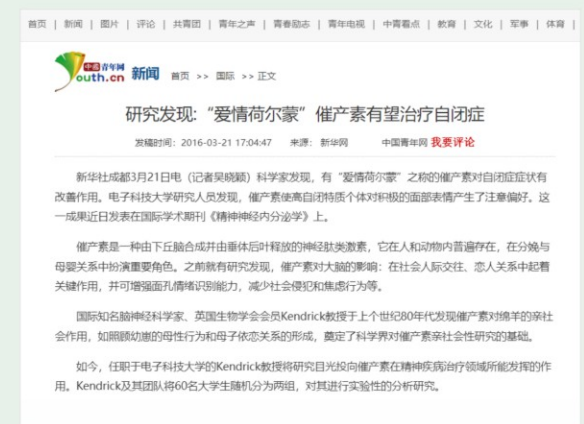 首页 | 新闻 | 图片 | 评论 | 共青团 | 青年之声 | 青春励志 | 青年电视 | 中青看点 | 教育 | 文化 | 军事 | 体育 |
中国青年网
Youth.cn
新闻 首页 >> 国际 >> 正文
研究发现:“爱情荷尔蒙”催产素有望治疗自闭症
发稿时间:2016-03-21 17:04:47 来源: 新华网 中国青年网 我要评论
新华社成都3月21日电(记者吴晓颖)科学家发现,有“爱情荷尔蒙”之称的催产素对自闭症症状有
改善作用。电子科技大学研究人员发现,催产素使高自闭特质个体对积极的面部表情产生了注意偏好。这
一成果近日发表在国际学术期刊《精神神经内分泌学》上。
催产素是一种由下丘脑合成并由垂体后叶释放的神经肽类激素,它在人和动物内普遍存在,在分娩与
母婴关系中扮演重要角色。之前就有研究发现,催产素对大脑的影响:在社会人际交往、恋人关系中起着
关键作用,并可增强面孔情绪识别能力,减少社会侵犯和焦虑行为等。
国际知名脑神经科学家、英国生物学会会员Kendrick教授于上个世纪80年代发现催产素对绵羊的亲社
会作用,如照顾幼崽的母性行为和母子依恋关系的形成,奠定了科学界对催产素亲社会性研究的基础。
如今,任职于电子科技大学的Kendrick教授将研究目光投向催产素在精神疾病治疗领域所能发挥的作
用。Kendrick及其团队将60名大学生随机分为两组,对其进行实验性的分析研究。